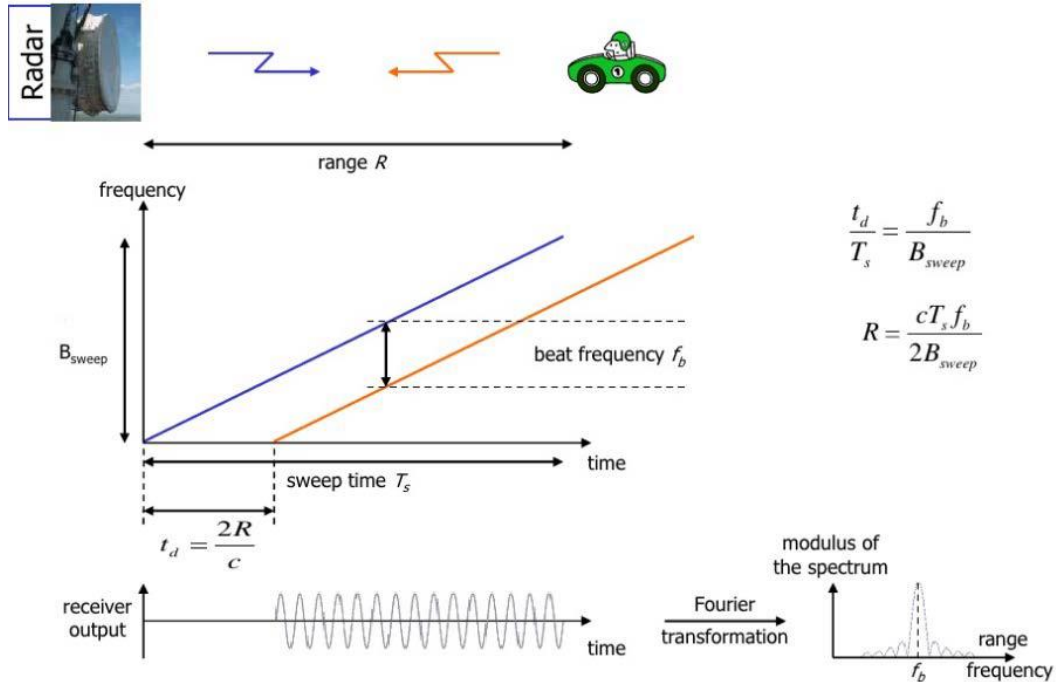 Radar
1
range R
frequency
t_d / T_s = f_b / B_sweep
R = cT_s f_b / 2B_sweep
B_sweep
beat frequency f_b
time
sweep time T_s
t_d = 2R / c
modulus of
the spectrum
receiver
output
time
Fourier
transformation
range
frequency
f_b